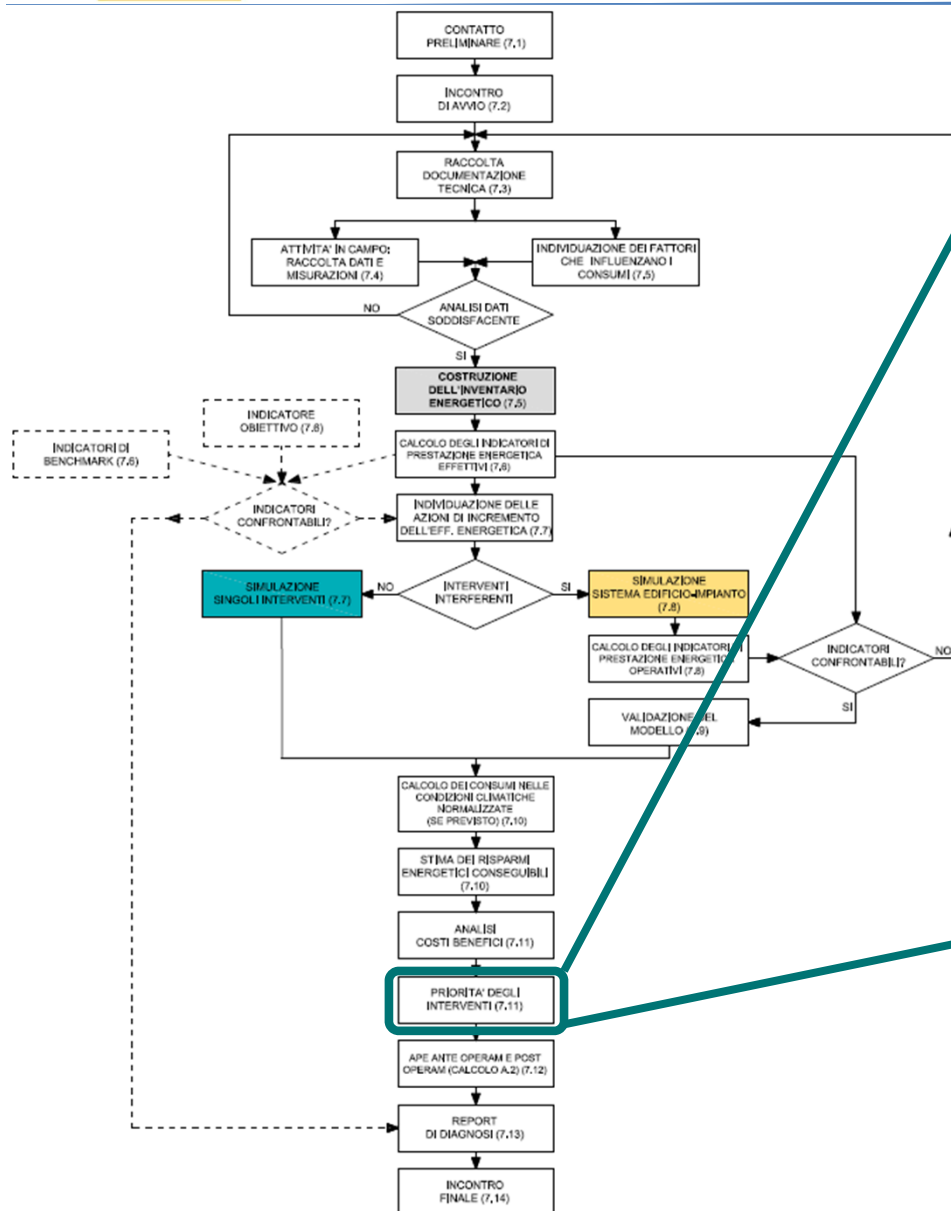 CONTATTO
PRELIMINARE (7.1)
INCONTRO
DI AVVIO (7.2)
RACCOLTA
DOCUMENTAZIONE
TECNICA (7.3)
ATTIVITA' IN CAMPO:
RACCOLTA DATI E
MISURAZIONI (7.4)
INDIVIDUAZIONE DEI FATTORI
CHE INFLUENZANO I
CONSUMI (7.5)
NO
ANALISI DATI
SODDISFACENTE
SI
COSTRUZIONE
DELL'INVENTARIO
ENERGETICO (7.5)
INDICATORE
OBIETTIVO (7.6)
INDICATORI DI
BENCHMARK (7.6)
CALCOLO DEGLI INDICATORI DI
PRESTAZIONE ENERGETICA
EFFETTIVI (7.6)
INDICATORI
CONFRONTABILI?
INDIVIDUAZIONE DELLE
AZIONI DI INCREMENTO
DELL'EFF. ENERGETICA (7.7)
SIMULAZIONE
SINGOLI INTERVENTI (7.7)
NO
INTERVENTI
INTERFERENTI
SI
SIMULAZIONE
SISTEMA EDIFICIO-IMPIANTO
(7.8)
CALCOLO DEGLI INDICATORI
PRESTAZIONE
OPERATIVI (7.8)
INDICATORI
CONFRONTABILI?
NO
SI
VALIDAZIONE
MODELLO
CALCOLO DEI CONSUMI NELLE
CONDIZIONI CLIMATICHE
NORMALIZZATE
(SE PREVISTO) (7.10)
STIMA DEI RISPARMI
ENERGETICI CONSEGUIBILI
(7.10)
ANALISI
COSTI BENEFICI (7.11)
PRIORITA' DEGLI
INTERVENTI (7.11)
APE ANTE OPERAM E POST
OPERAM (CALCOLO A.2) (7.12)
REPORT
DI DIAGNOSI (7.13)
INCONTRO
FINALE (7.14)